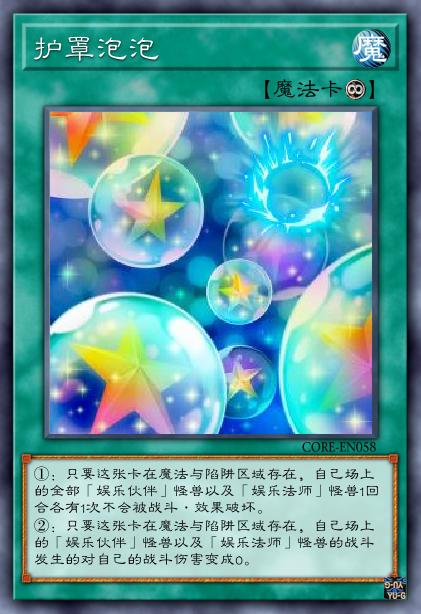 护罩泡泡
魔
【魔法卡♾】
CORE-EN058
①：只要这张卡在魔法与陷阱区域存在，自己场上
的全部「娱乐伙伴」怪兽以及「娱乐法师」怪兽1回
合各有1次不会被战斗·效果破坏。
②：只要这张卡在魔法与陷阱区域存在，自己场上
的「娱乐伙伴」怪兽以及「娱乐法师」怪兽的战斗
发生的对自己的战斗伤害变成0。